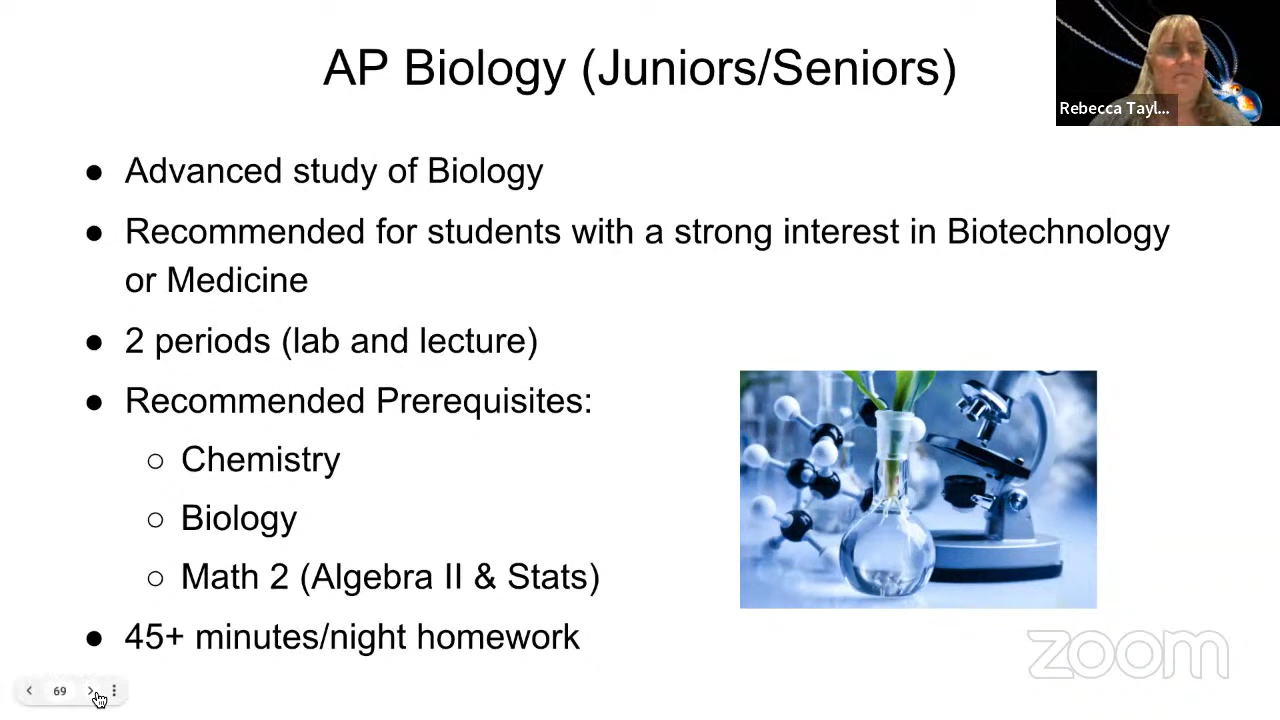 AP Biology (Juniors/Seniors)
Rebecca Tayl...
● Advanced study of Biology
● Recommended for students with a strong interest in Biotechnology
or Medicine
● 2 periods (lab and lecture)
● Recommended Prerequisites:
○ Chemistry
○ Biology
○ Math 2 (Algebra II & Stats)
● 45+ minutes/night homework
zoom
69